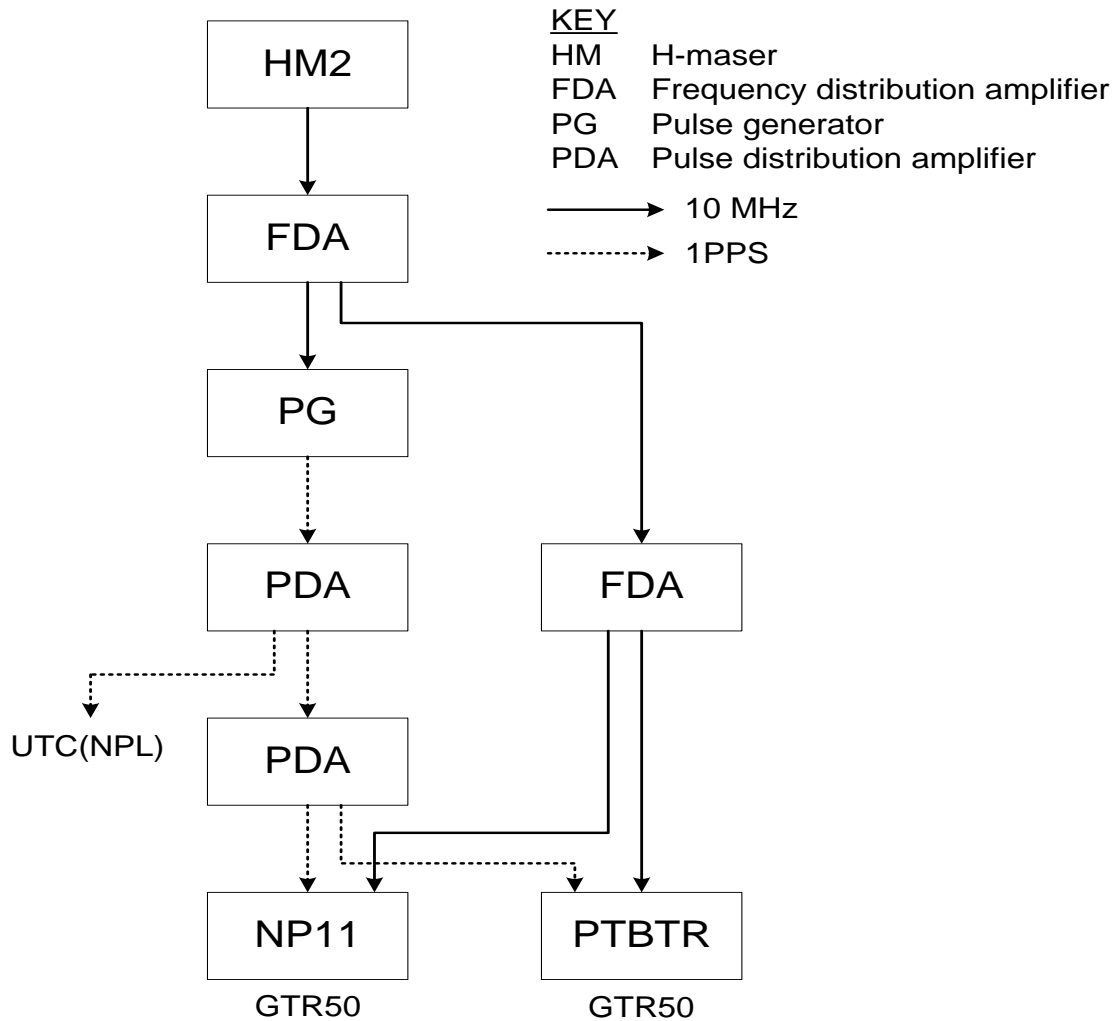 KEY
HM H-maser
FDA Frequency distribution amplifier
PG Pulse generator
PDA Pulse distribution amplifier
10 MHz
1PPS
HM2
FDA
PG
PDA
FDA
UTC(NPL)
PDA
NP11
PTBTR
GTR50
GTR50